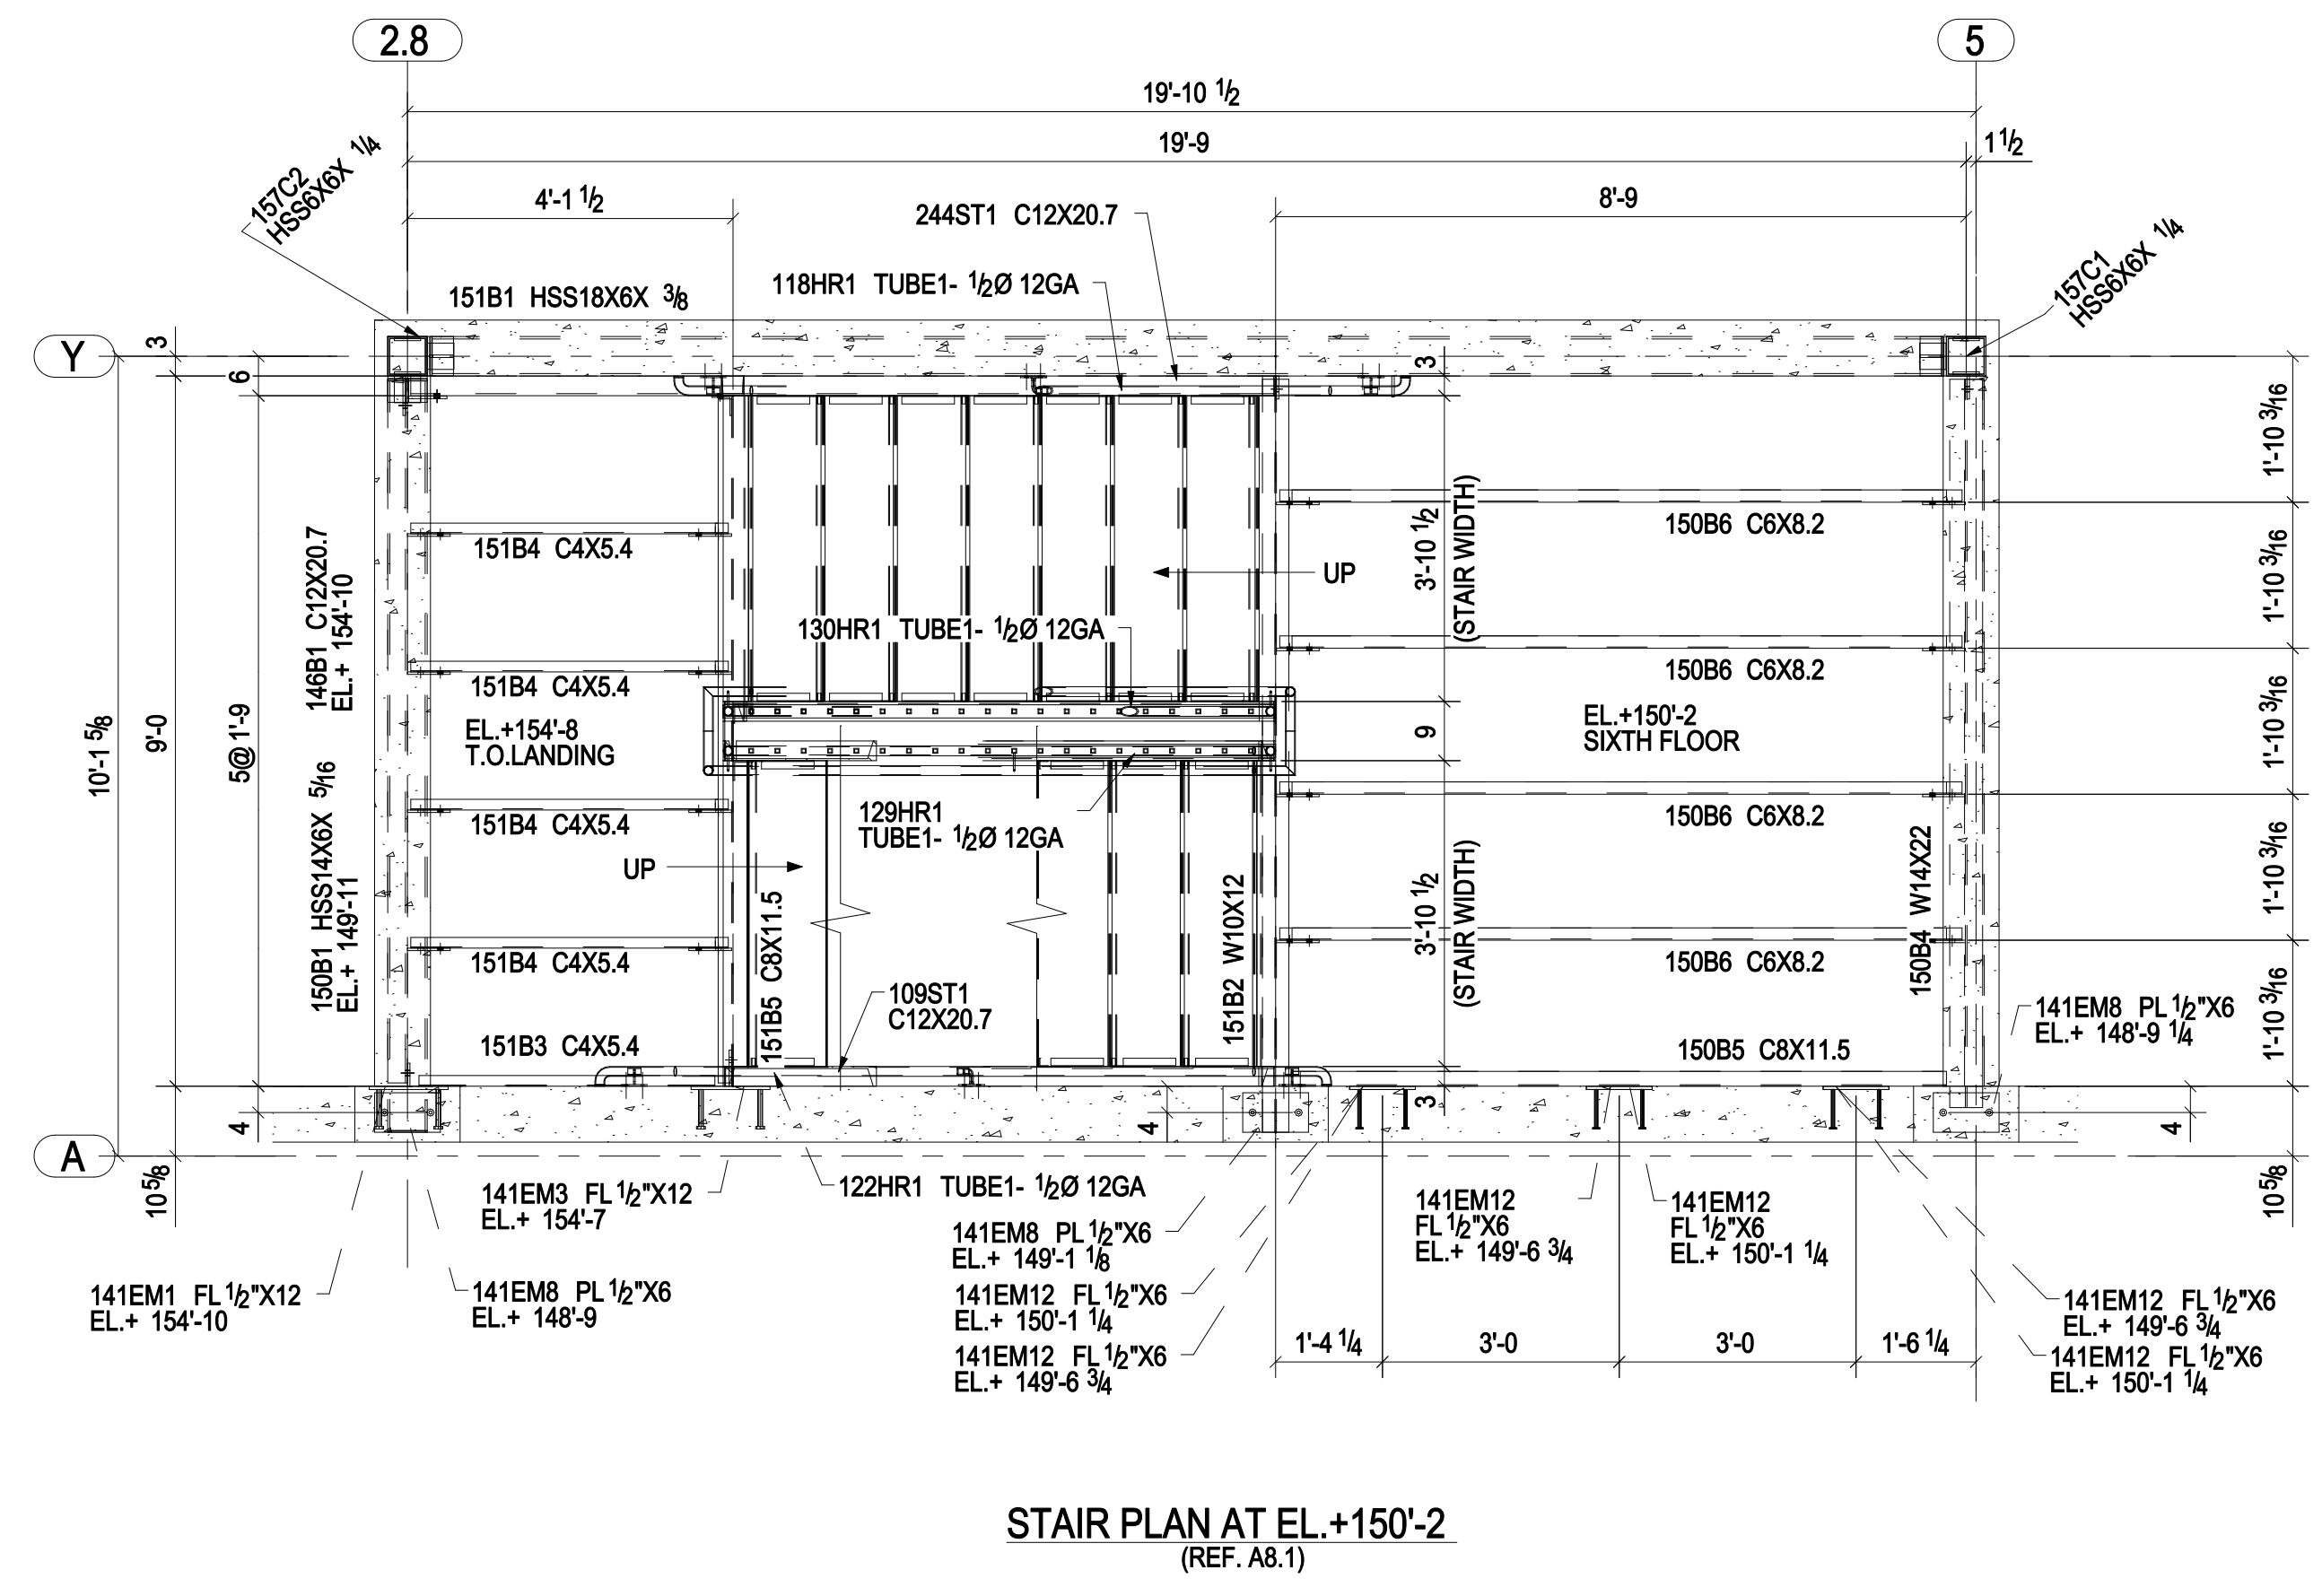 2.8
5
19'-10 1/2
19'-9
1 1/2
4'-1 1/2
8'-9
157C2
HSS6X6X 1/4
244ST1 C12X20.7
157C1
HSS6X6X 1/4
118HR1 TUBE1- 1/2Ø 12GA
151B1 HSS18X6X 3/8
Y
3
6
3
1'-10 3/16
150B6 C6X8.2
3'-10 1/2
(STAIR WIDTH)
151B4 C4X5.4
146B1 C12X20.7
EL.+ 154'-10
UP
1'-10 3/16
130HR1 TUBE1- 1/2Ø 12GA
150B6 C6X8.2
151B4 C4X5.4
EL.+154'-8
T.O.LANDING
EL.+150'-2
SIXTH FLOOR
9
1'-10 3/16
10'-1 5/8
9'-0
5@ 1'-9
129HR1
TUBE1- 1/2Ø 12GA
150B6 C6X8.2
151B4 C4X5.4
150B1 HSS14X6X 5/16
EL.+ 149'-11
UP
3'-10 1/2
(STAIR WIDTH)
1'-10 3/16
150B4 W14X22
151B5 C8X11.5
151B2 W10X12
151B4 C4X5.4
150B6 C6X8.2
109ST1
C12X20.7
1'-10 3/16
141EM8 PL 1/2"X6
EL.+ 148'-9 1/4
151B3 C4X5.4
150B5 C8X11.5
3
4
4
4
A
10 5/8
10 5/8
141EM3 FL 1/2"X12
EL.+ 154'-7
122HR1 TUBE1- 1/2Ø 12GA
141EM8 PL 1/2"X6
EL.+ 149'-1 1/8
141EM12
FL 1/2"X6
EL.+ 149'-6 3/4
141EM12
FL 1/2"X6
EL.+ 150'-1 1/4
141EM1 FL 1/2"X12
EL.+ 154'-10
141EM8 PL 1/2"X6
EL.+ 148'-9
141EM12 FL 1/2"X6
EL.+ 150'-1 1/4
141EM12 FL 1/2"X6
EL.+ 149'-6 3/4
141EM12 FL 1/2"X6
EL.+ 149'-6 3/4
141EM12 FL 1/2"X6
EL.+ 150'-1 1/4
1'-4 1/4
3'-0
3'-0
1'-6 1/4
STAIR PLAN AT EL.+150'-2
(REF. A8.1)